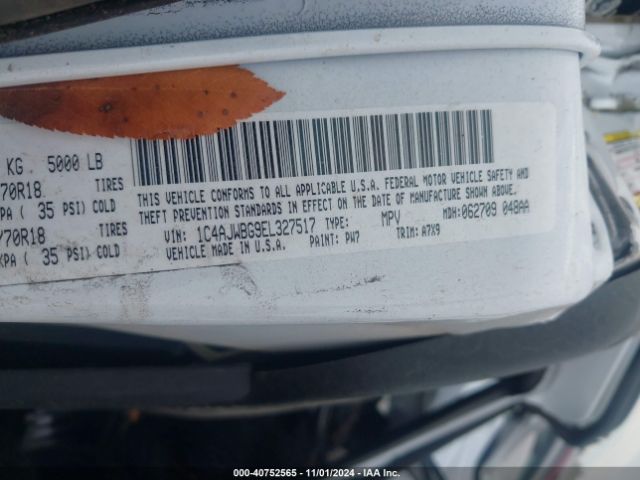 KG. 5000 LB
70R18 TIRES
KPA ( 35 PSI) COLD
/70R18 TIRES
KPA ( 35 PSI) COLD
THIS VEHICLE CONFORMS TO ALL APPLICABLE U.S.A. FEDERAL MOTOR VEHICLE SAFETY AND
THEFT PREVENTION STANDARDS IN EFFECT ON THE DATE OF MANUFACTURE SHOWN ABOVE.
VIN: 1C4AJWBG9EL327517 TYPE: MPV MDH: 062709 048AA
VEHICLE MADE IN U.S.A. PAINT: PW7 TRIM: A7X9
000-40752565 - 11/01/2024 - IAA Inc.